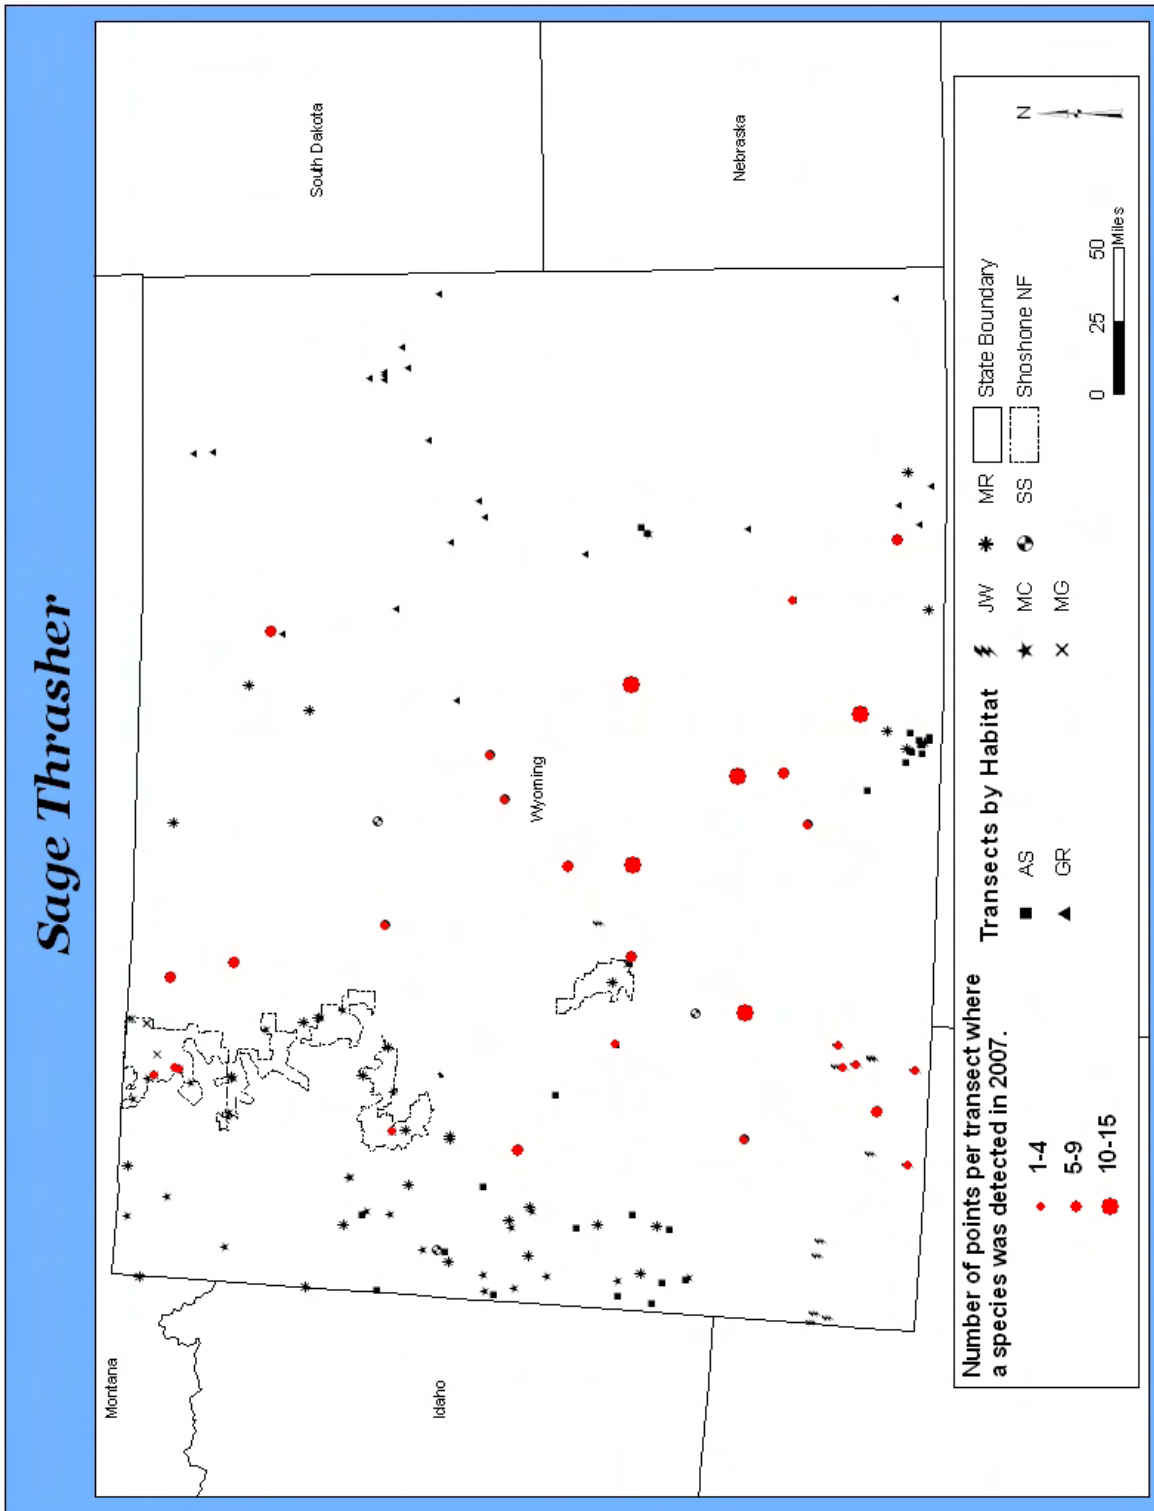 Sage Thrasher
Montana
South Dakota
Idaho
Wyoming
Nebraska
Number of points per transect where
a species was detected in 2007.
1-4
5-9
10-15
Transects by Habitat
AS
GR
JW
MC
MG
MR
SS
State Boundary
Shoshone NF
N
0 25 50
Miles